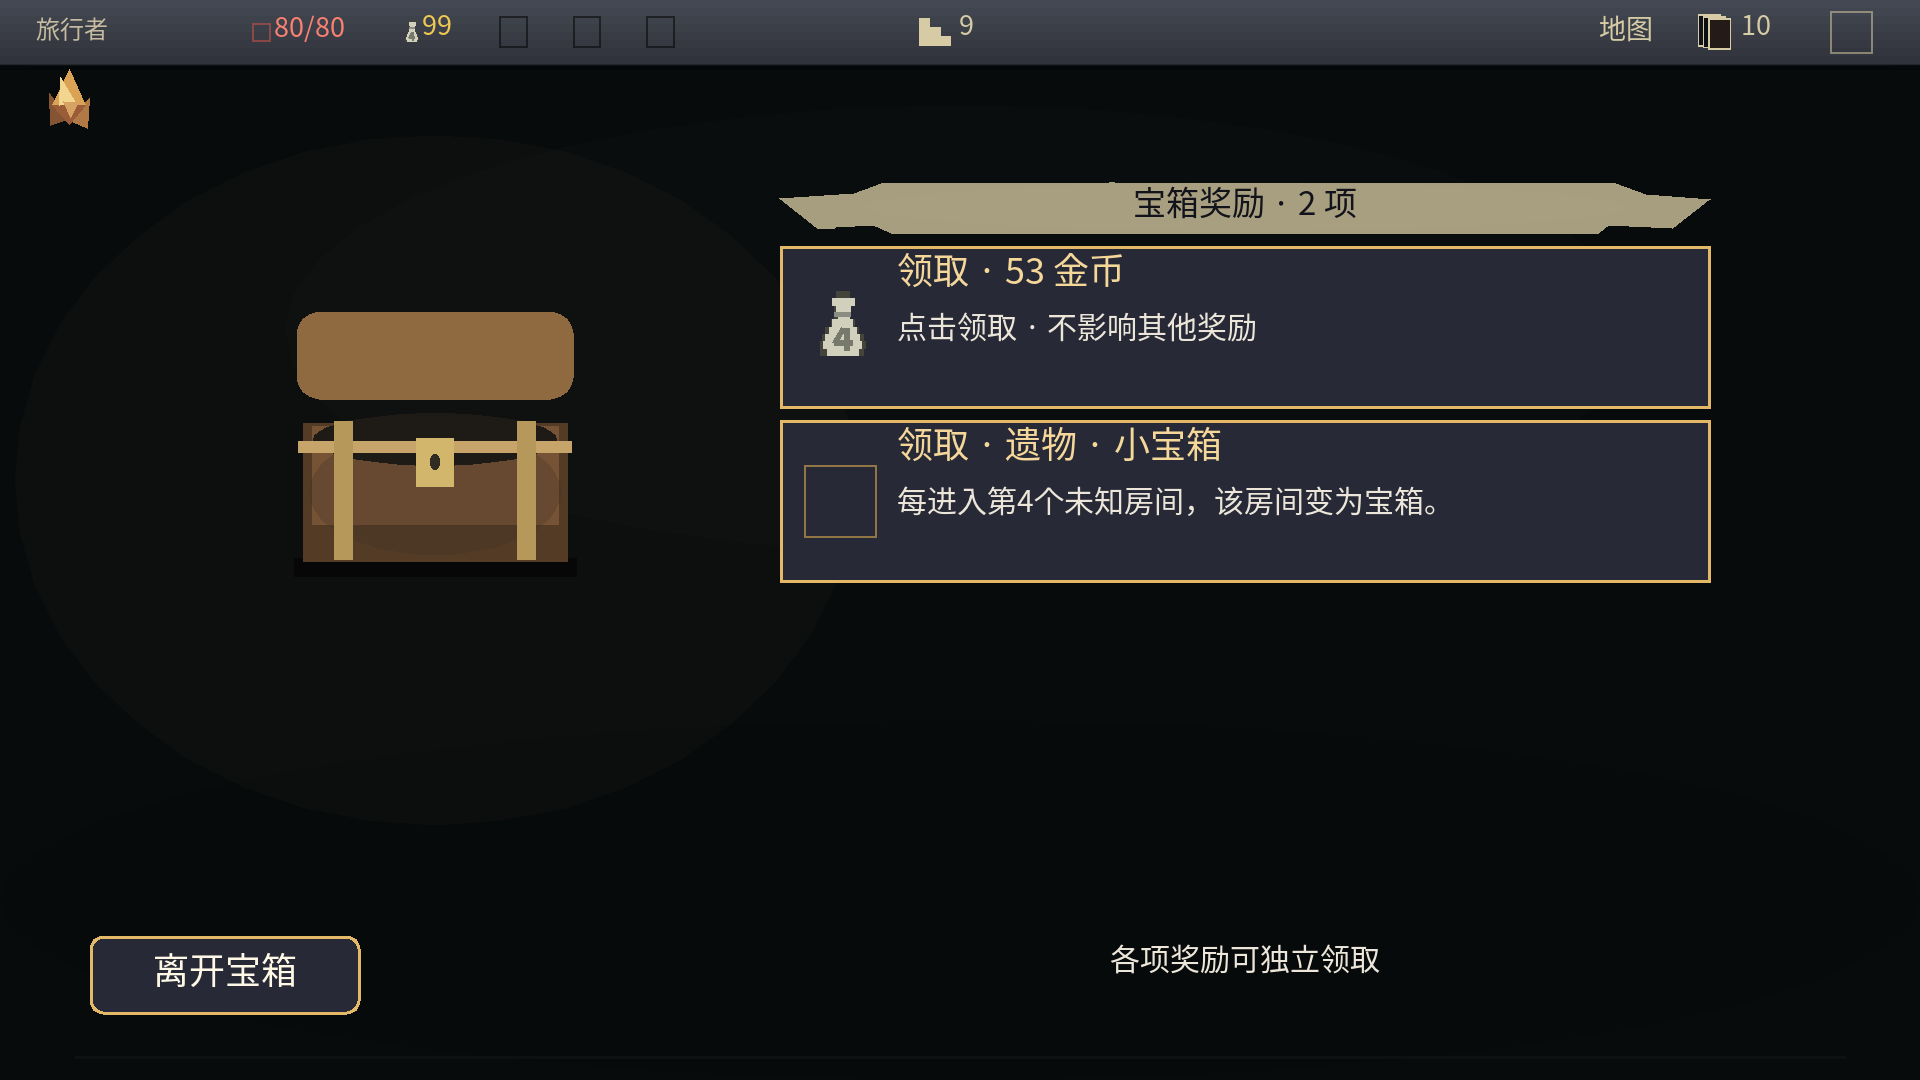 旅行者 80/80 99 9 地图 10
宝箱奖励 · 2 项
领取 · 53 金币
点击领取 · 不影响其他奖励
4
领取 · 遗物 · 小宝箱
每进入第4个未知房间，该房间变为宝箱。
各项奖励可独立领取
离开宝箱